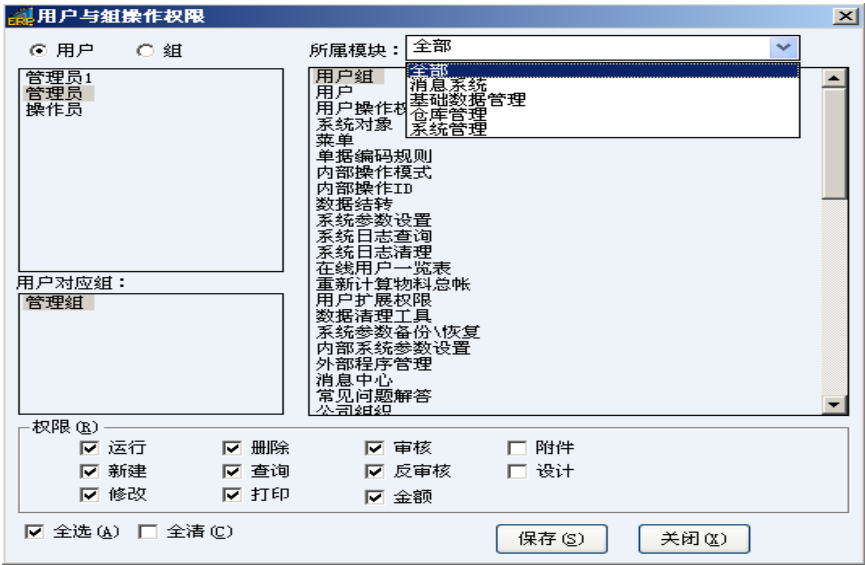 ERP 用户与组操作权限
用户 组 所属模块： 全部
全部
消息系统
基础数据管理
仓库管理
系统管理
管理员1
管理员
操作员
用户对应组：
管理组
用户组
用户
用户操作权
系统对象
菜单
单据编码规则
内部操作模式
内部操作ID
数据结转
系统参数设置
系统日志查询
系统日志清理
在线用户一览表
重新计算物料总帐
用户扩展权限
数据清理工具
系统参数备份\恢复
内部系统参数设置
外部程序管理
消息中心
常见问题解答
公司组织
权限(R)
运行 删除 审核 附件
新建 查询 反审核 设计
修改 打印 金额
全选(A) 全清(C) 保存(S) 关闭(X)